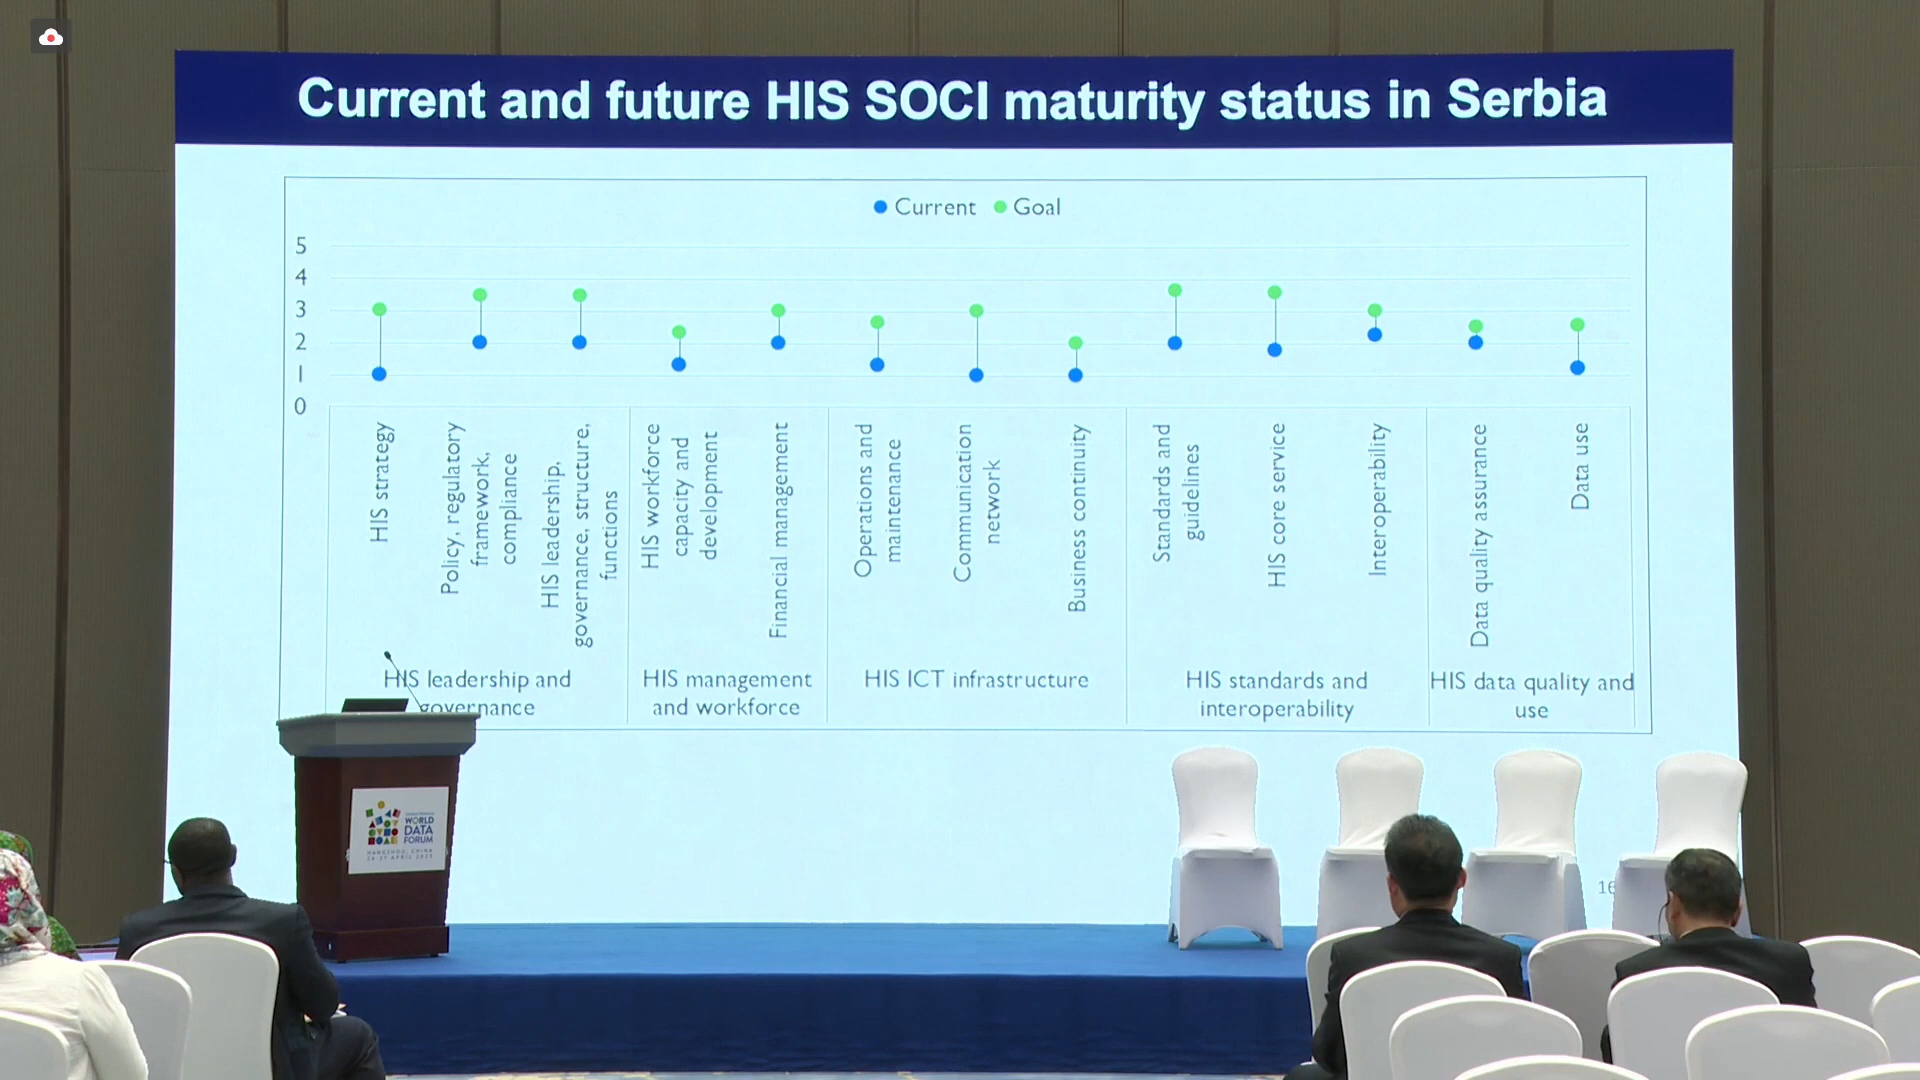 Current and future HIS SOCI maturity status in Serbia
Current
Goal
5
4
3
2
1
0
HIS strategy
Policy, regulatory
framework,
compliance
HIS leadership,
governance, structure,
functions
HIS workforce
capacity and
development
Financial management
Operations and
maintenance
Communication
network
Business continuity
Standards and
guidelines
HIS core service
Interoperability
Data quality assurance
Data use
HIS leadership and
governance
HIS management
and workforce
HIS ICT infrastructure
HIS standards and
interoperability
HIS data quality and
use
WORLD
DATA
FORUM
HANGZHOU, CHINA
16